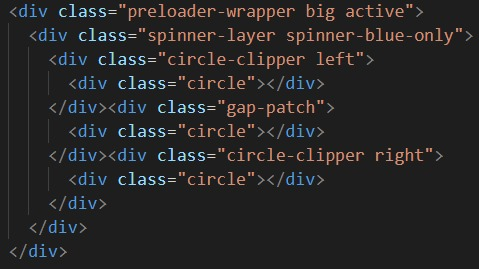 <div class="preloader-wrapper big active">
<div class="spinner-layer spinner-blue-only">
<div class="circle-clipper left">
<div class="circle"></div>
</div><div class="gap-patch">
<div class="circle"></div>
</div><div class="circle-clipper right">
<div class="circle"></div>
</div>
</div>
</div>